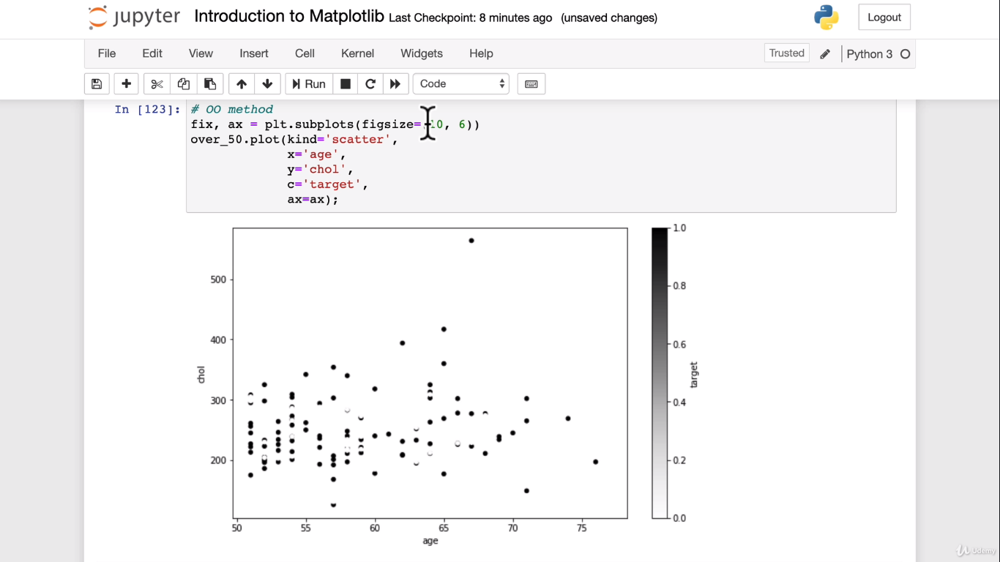 jupyter Introduction to Matplotlib Last Checkpoint: 8 minutes ago (unsaved changes) Logout
File Edit View Insert Cell Kernel Widgets Help Trusted Python 3
Run Code
In [123]: # OO method
fix, ax = plt.subplots(figsize=(10, 6))
over_50.plot(kind='scatter',
x='age',
y='chol',
c='target',
ax=ax);
500
400
300
200
chol
50 55 60 65 70 75
age
1.0
0.8
0.6
0.4
0.2
0.0
target
Udemy